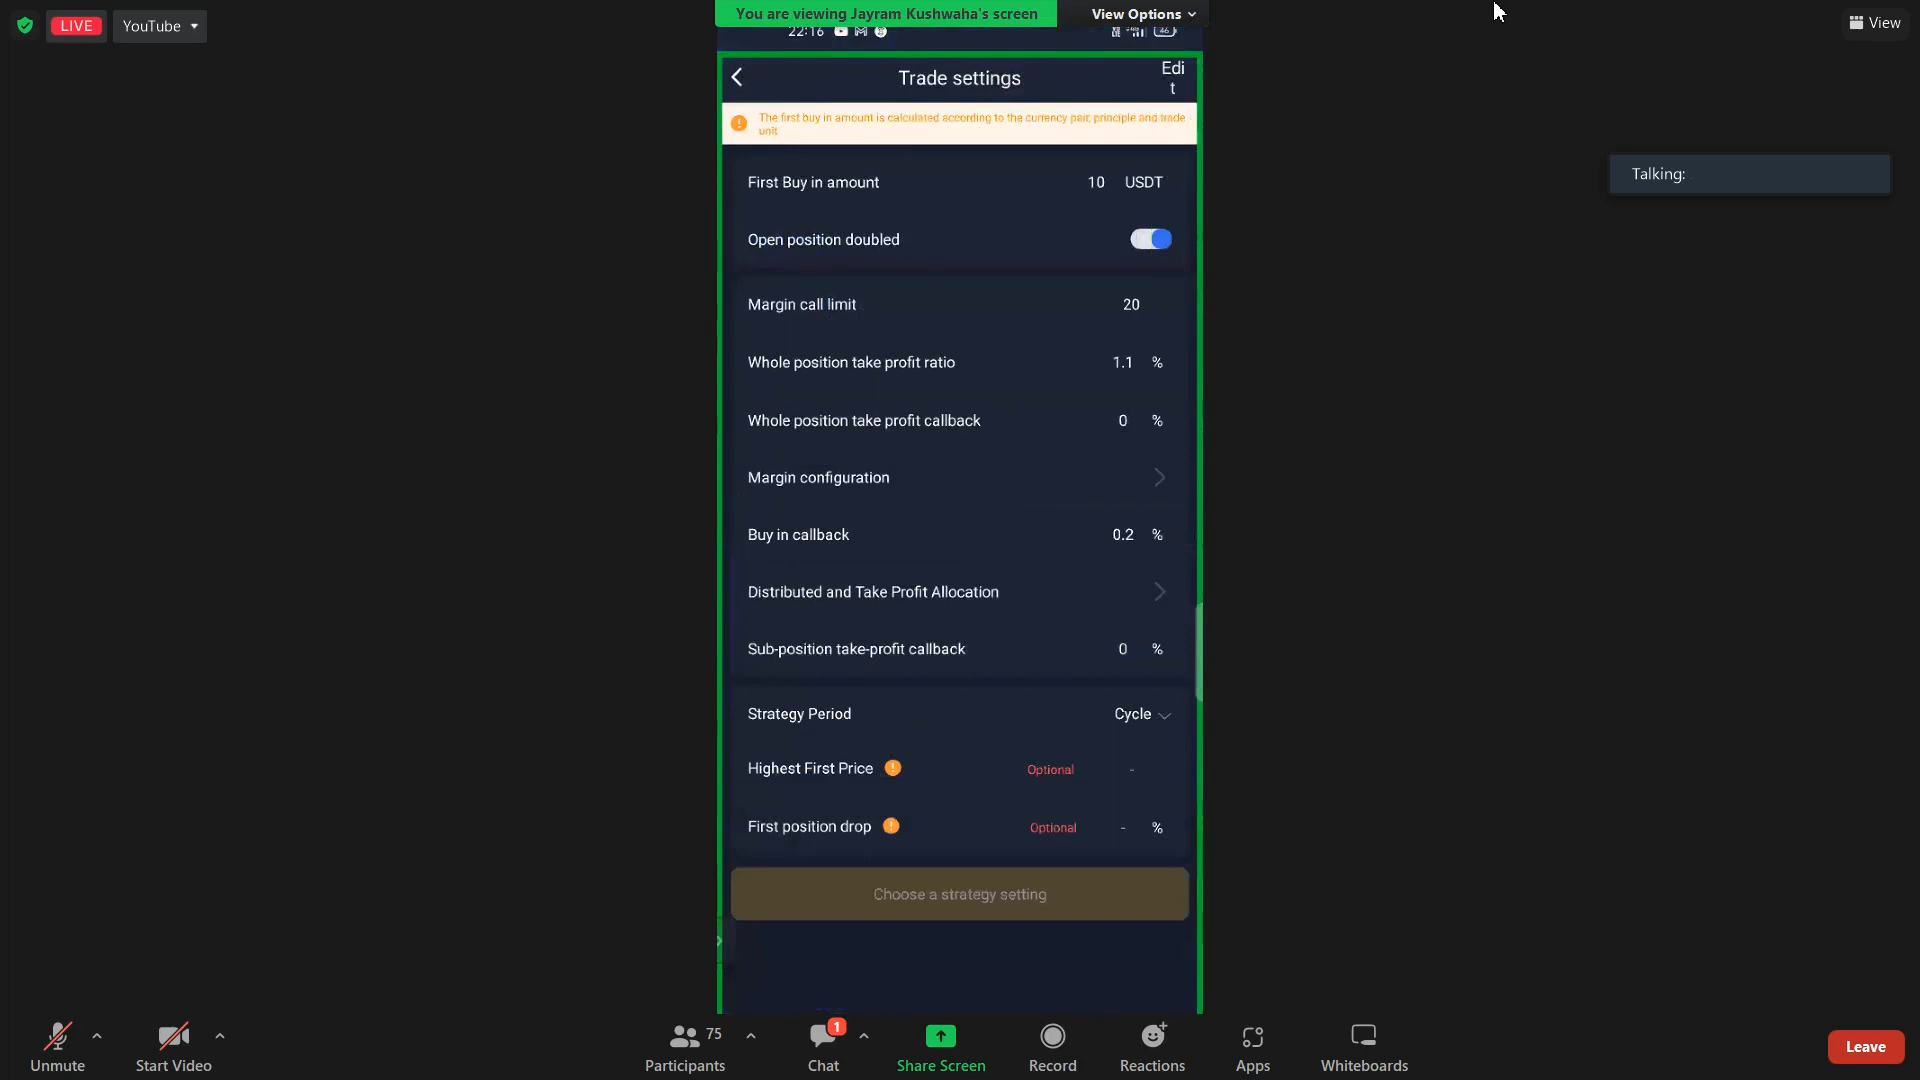 LIVE
YouTube
You are viewing Jayram Kushwaha's screen
View Options
View
22:16
46
Trade settings
Edi
t
The first buy in amount is calculated according to the currency pair, principle and trade
unit
Talking:
First Buy in amount 10 USDT
Open position doubled
Margin call limit 20
Whole position take profit ratio 1.1 %
Whole position take profit callback 0 %
Margin configuration
Buy in callback 0.2 %
Distributed and Take Profit Allocation
Sub-position take-profit callback 0 %
Strategy Period Cycle
Highest First Price Optional -
First position drop Optional - %
Choose a strategy setting
Unmute
Start Video
75
Participants
1
Chat
Share Screen
Record
Reactions
Apps
Whiteboards
Leave